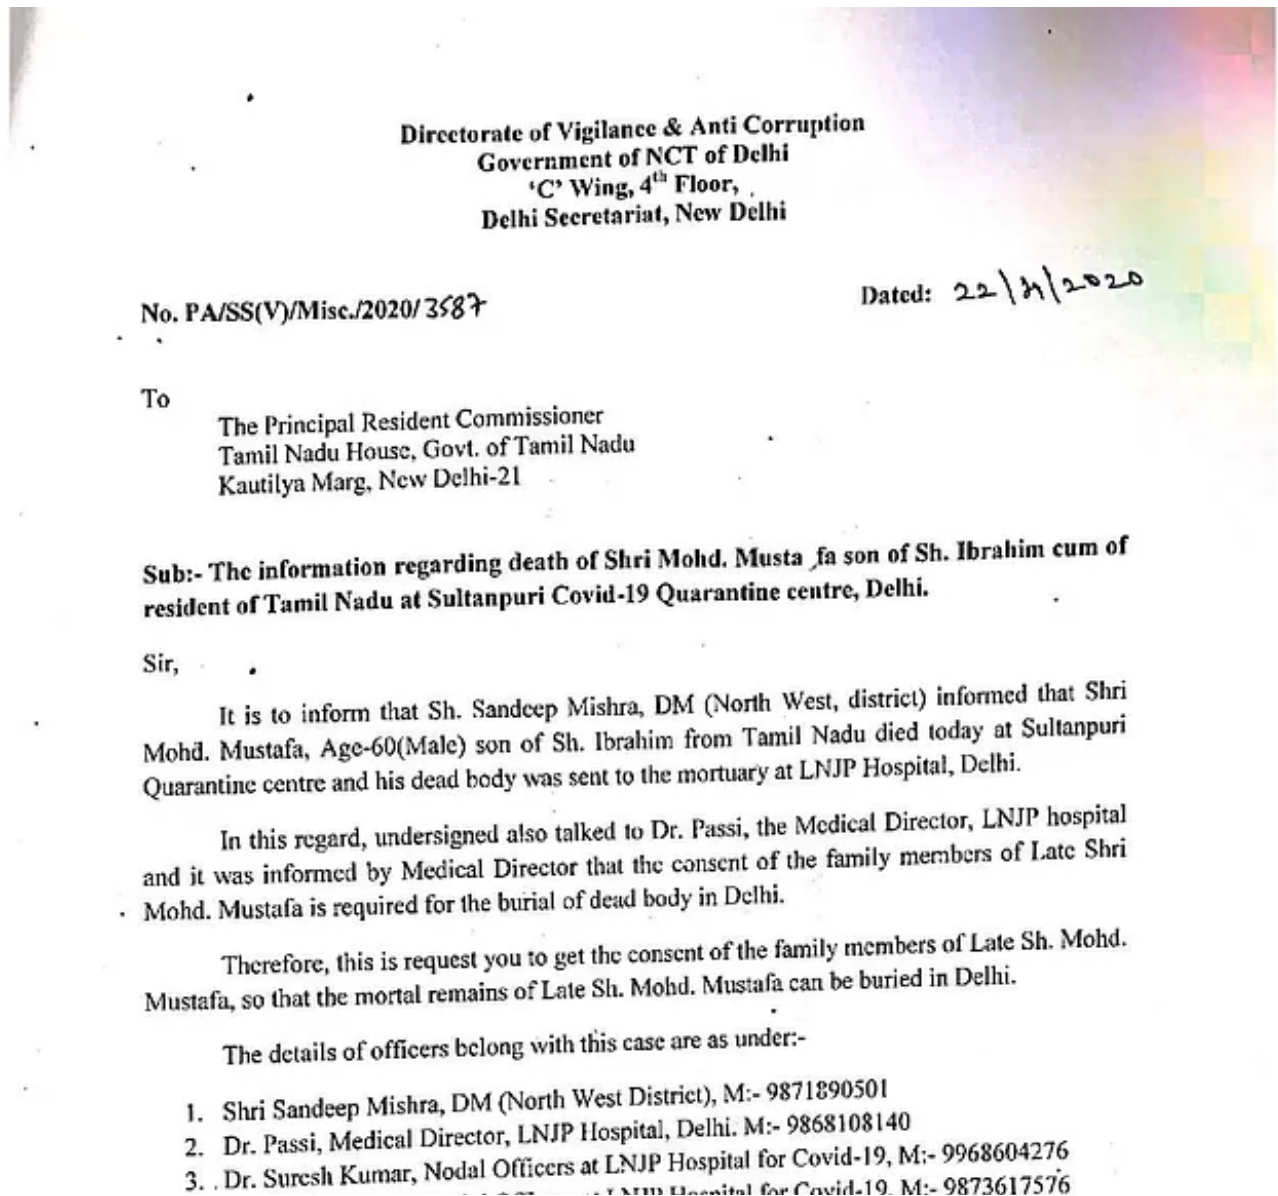 Directorate of Vigilance & Anti Corruption
Government of NCT of Delhi
‘C’ Wing, 4th Floor,
Delhi Secretariat, New Delhi
No. PA/SS(V)/Misc./2020/3587
Dated: 22/4/2020
To
The Principal Resident Commissioner
Tamil Nadu House, Govt. of Tamil Nadu
Kautilya Marg, New Delhi-21
Sub:- The information regarding death of Shri Mohd. Musta fa son of Sh. Ibrahim cum of
resident of Tamil Nadu at Sultanpuri Covid-19 Quarantine centre, Delhi.
Sir,
It is to inform that Sh. Sandeep Mishra, DM (North West, district) informed that Shri
Mohd. Mustafa, Age-60(Male) son of Sh. Ibrahim from Tamil Nadu died today at Sultanpuri
Quarantine centre and his dead body was sent to the mortuary at LNJP Hospital, Delhi.
In this regard, undersigned also talked to Dr. Passi, the Medical Director, LNJP hospital
and it was informed by Medical Director that the consent of the family members of Late Shri
Mohd. Mustafa is required for the burial of dead body in Delhi.
Therefore, this is request you to get the consent of the family members of Late Sh. Mohd.
Mustafa, so that the mortal remains of Late Sh. Mohd. Mustafa can be buried in Delhi.
The details of officers belong with this case are as under:-
1. Shri Sandeep Mishra, DM (North West District), M:- 9871890501
2. Dr. Passi, Medical Director, LNJP Hospital, Delhi. M:- 9868108140
3. Dr. Suresh Kumar, Nodal Officers at LNJP Hospital for Covid-19, M:- 9968604276
at LNJP Hospital for Covid-19, M:- 9873617576